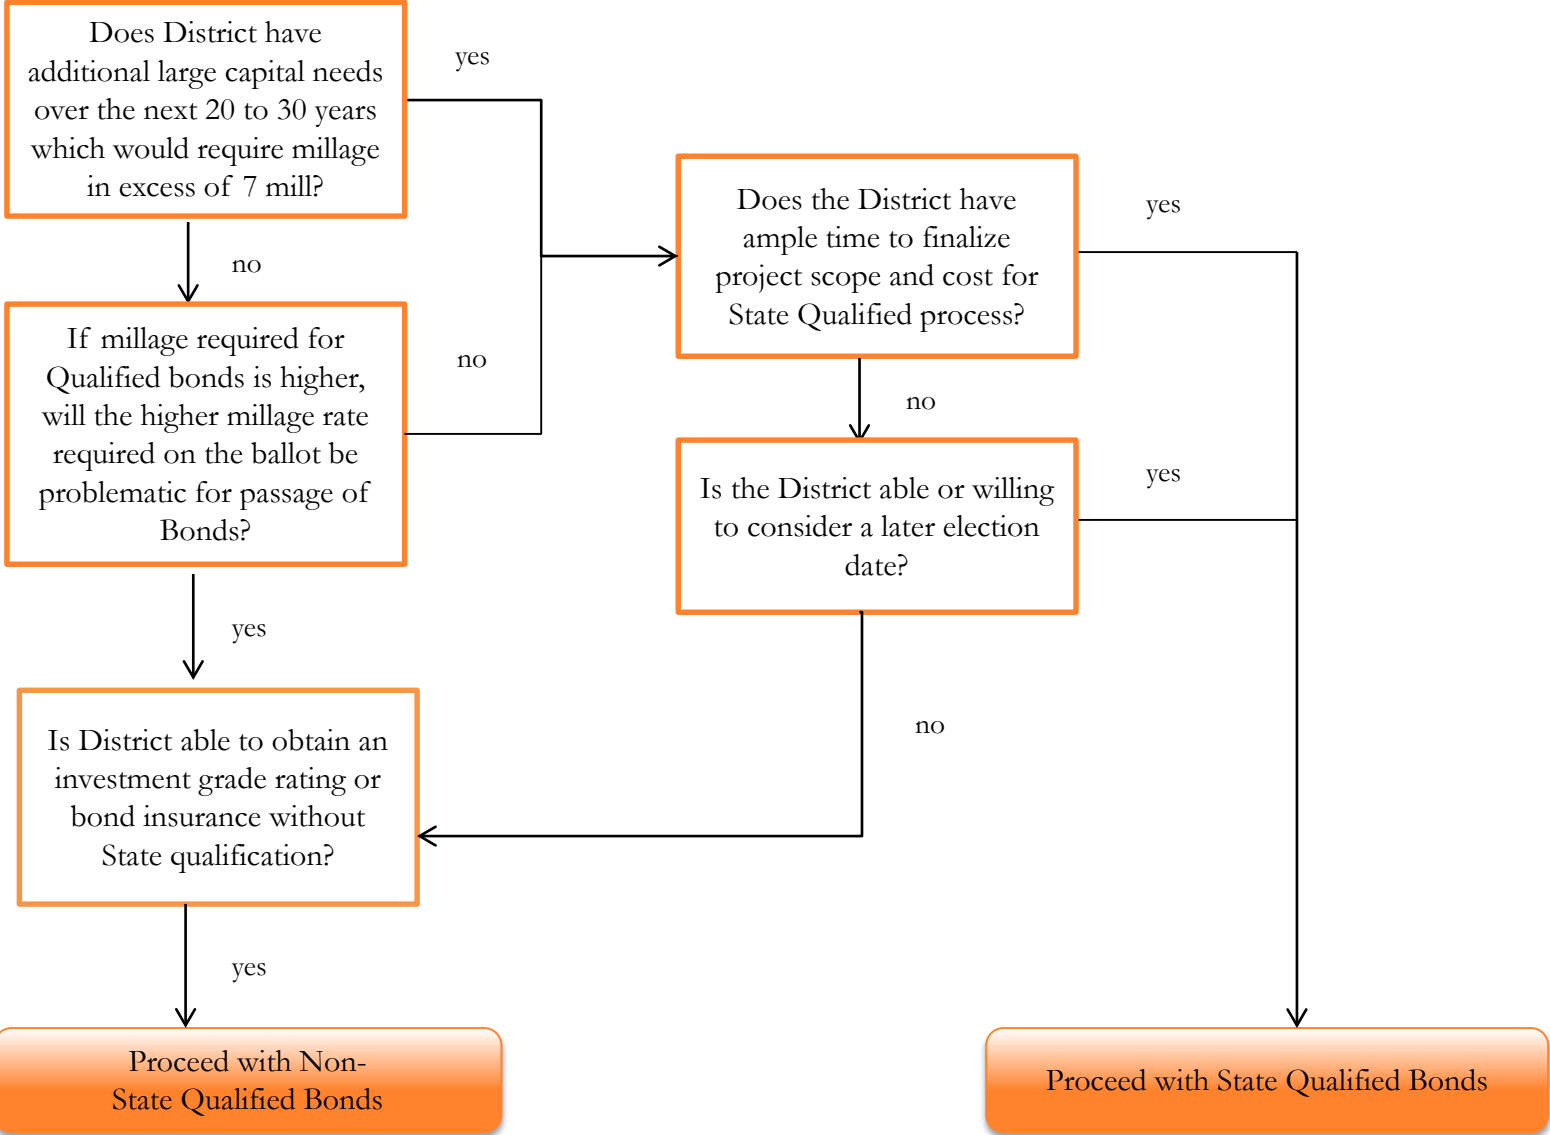 Does District have
additional large capital needs
over the next 20 to 30 years
which would require millage
in excess of 7 mill?
yes
no
If millage required for
Qualified bonds is higher,
will the higher millage rate
required on the ballot be
problematic for passage of
Bonds?
no
yes
Does the District have
ample time to finalize
project scope and cost for
State Qualified process?
yes
no
Is the District able or willing
to consider a later election
date?
yes
no
Is District able to obtain an
investment grade rating or
bond insurance without
State qualification?
yes
Proceed with Non-
State Qualified Bonds
Proceed with State Qualified Bonds